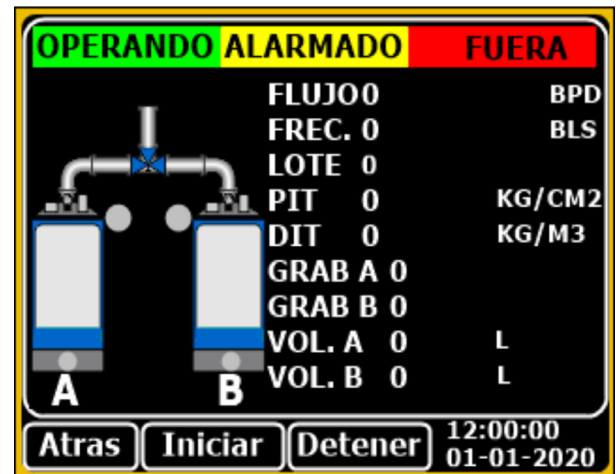 OPERANDO ALARMADO FUERA
FLUJO 0 BPD
FREC. 0 BLS
LOTE 0
PIT 0 KG/CM2
DIT 0 KG/M3
GRAB A 0
GRAB B 0
VOL. A 0 L
VOL. B 0 L
A B
Atras Iniciar Detener 12:00:00
01-01-2020